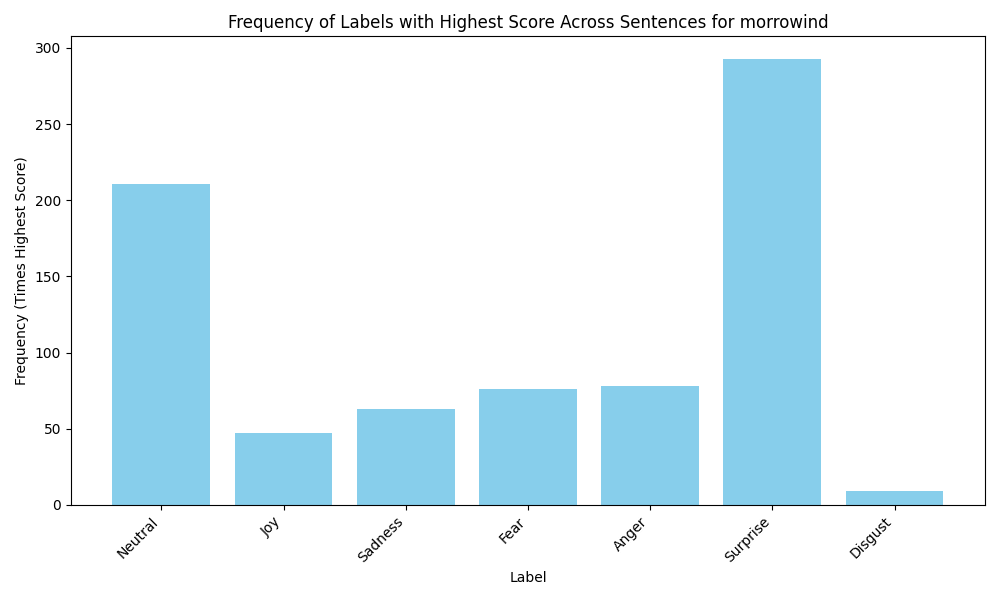 Frequency of Labels with Highest Score Across Sentences for morrowind
Frequency (Times Highest Score)
300
250
200
150
100
50
0
Neutral
Joy
Sadness
Fear
Anger
Surprise
Disgust
Label